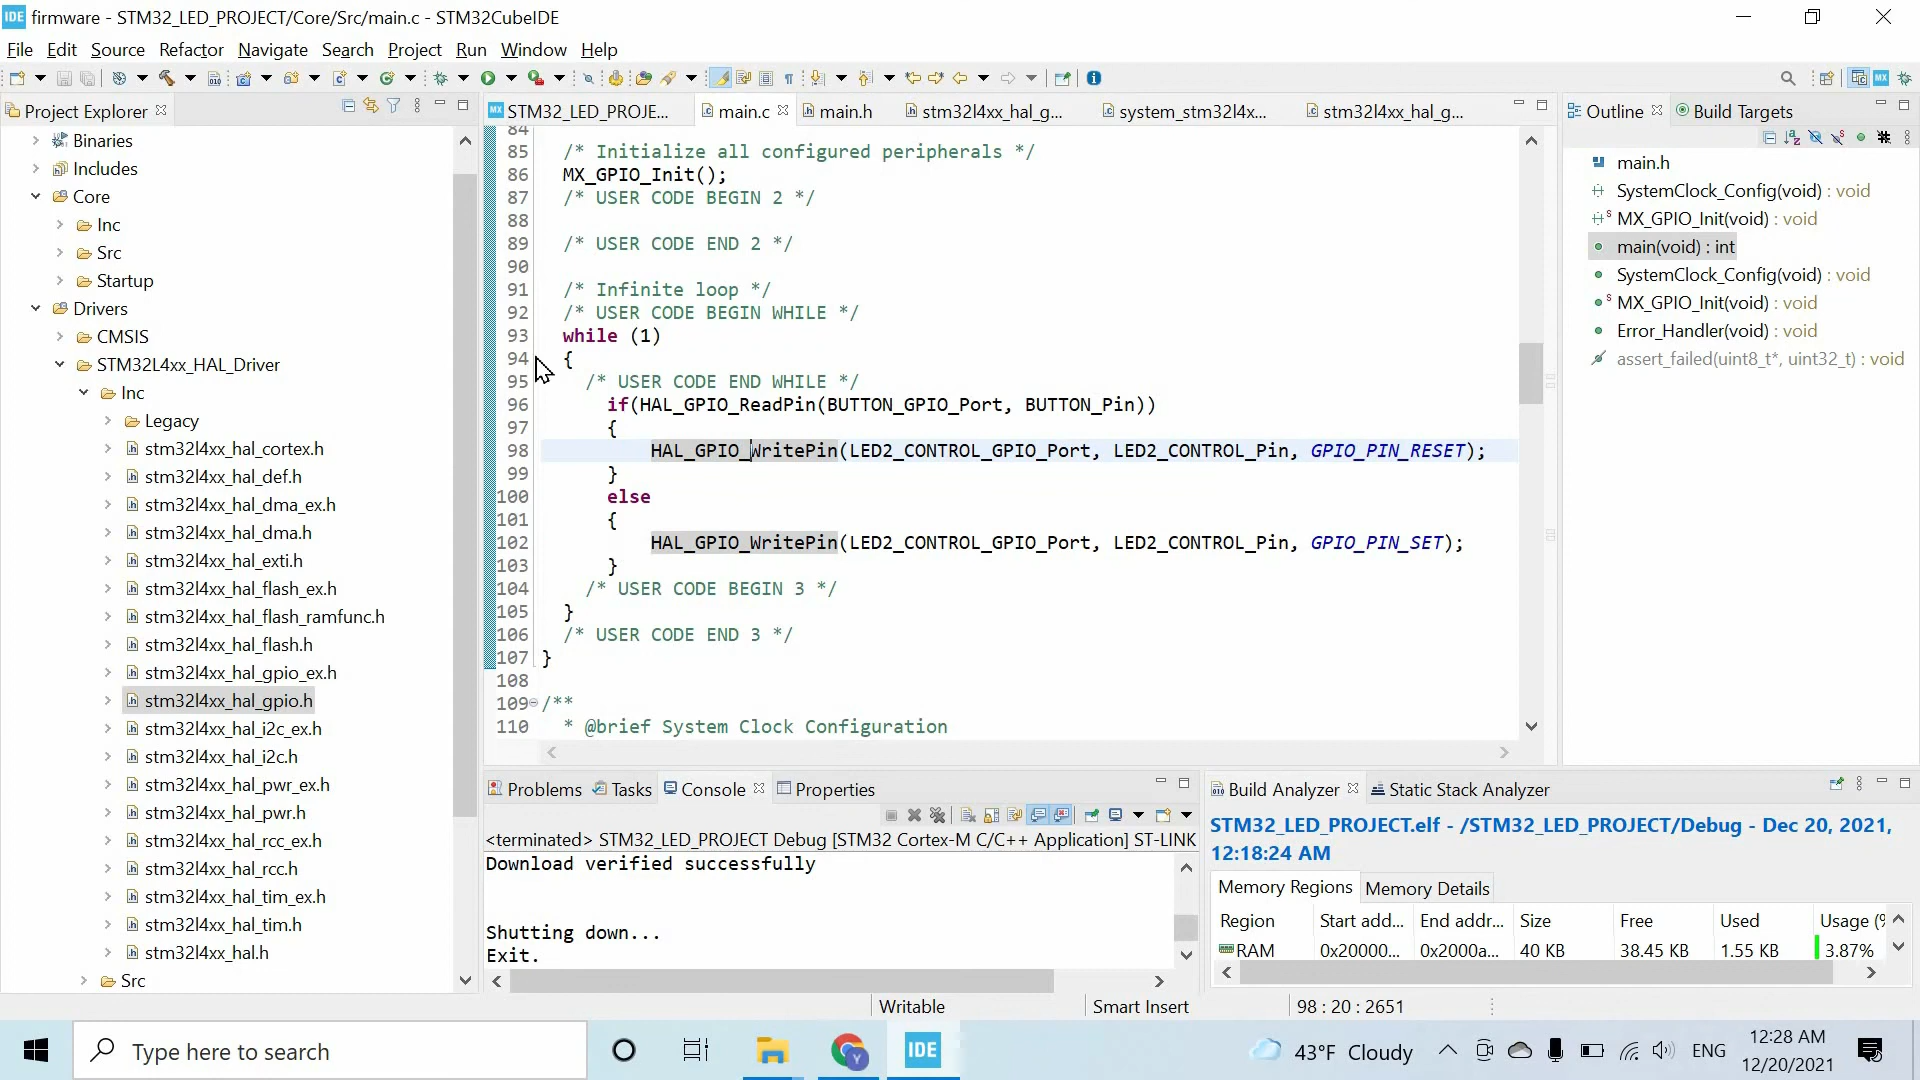 IDE firmware - STM32_LED_PROJECT/Core/Src/main.c - STM32CubeIDE
File Edit Source Refactor Navigate Search Project Run Window Help
Project Explorer
Binaries
Includes
Core
Inc
Src
Startup
Drivers
CMSIS
STM32L4xx_HAL_Driver
Inc
Legacy
stm32l4xx_hal_cortex.h
stm32l4xx_hal_def.h
stm32l4xx_hal_dma_ex.h
stm32l4xx_hal_dma.h
stm32l4xx_hal_exti.h
stm32l4xx_hal_flash_ex.h
stm32l4xx_hal_flash_ramfunc.h
stm32l4xx_hal_flash.h
stm32l4xx_hal_gpio_ex.h
stm32l4xx_hal_gpio.h
stm32l4xx_hal_i2c_ex.h
stm32l4xx_hal_i2c.h
stm32l4xx_hal_pwr_ex.h
stm32l4xx_hal_pwr.h
stm32l4xx_hal_rcc_ex.h
stm32l4xx_hal_rcc.h
stm32l4xx_hal_tim_ex.h
stm32l4xx_hal_tim.h
stm32l4xx_hal.h
Src
MX STM32_LED_PROJE... main.c main.h stm32l4xx_hal_g... system_stm32l4x... stm32l4xx_hal_g...
84
85 /* Initialize all configured peripherals */
86 MX_GPIO_Init();
87 /* USER CODE BEGIN 2 */
88
89 /* USER CODE END 2 */
90
91 /* Infinite loop */
92 /* USER CODE BEGIN WHILE */
93 while (1)
94 {
95 /* USER CODE END WHILE */
96 if(HAL_GPIO_ReadPin(BUTTON_GPIO_Port, BUTTON_Pin))
97 {
98 HAL_GPIO_WritePin(LED2_CONTROL_GPIO_Port, LED2_CONTROL_Pin, GPIO_PIN_RESET);
99 }
100 else
101 {
102 HAL_GPIO_WritePin(LED2_CONTROL_GPIO_Port, LED2_CONTROL_Pin, GPIO_PIN_SET);
103 }
104 /* USER CODE BEGIN 3 */
105 }
106 /* USER CODE END 3 */
107 }
108
109 /**
110 * @brief System Clock Configuration
Outline Build Targets
main.h
SystemClock_Config(void) : void
MX_GPIO_Init(void) : void
main(void) : int
SystemClock_Config(void) : void
MX_GPIO_Init(void) : void
Error_Handler(void) : void
assert_failed(uint8_t*, uint32_t) : void
Problems Tasks Console Properties
<terminated> STM32_LED_PROJECT Debug [STM32 Cortex-M C/C++ Application] ST-LINK
Download verified successfully
Shutting down...
Exit.
Build Analyzer Static Stack Analyzer
STM32_LED_PROJECT.elf - /STM32_LED_PROJECT/Debug - Dec 20, 2021,
12:18:24 AM
Memory Regions Memory Details
Region Start add... End addr... Size Free Used Usage (%
RAM 0x20000... 0x2000a... 40 KB 38.45 KB 1.55 KB 3.87%
Writable Smart Insert 98 : 20 : 2651
Type here to search
IDE
43°F Cloudy
ENG
12:28 AM
12/20/2021